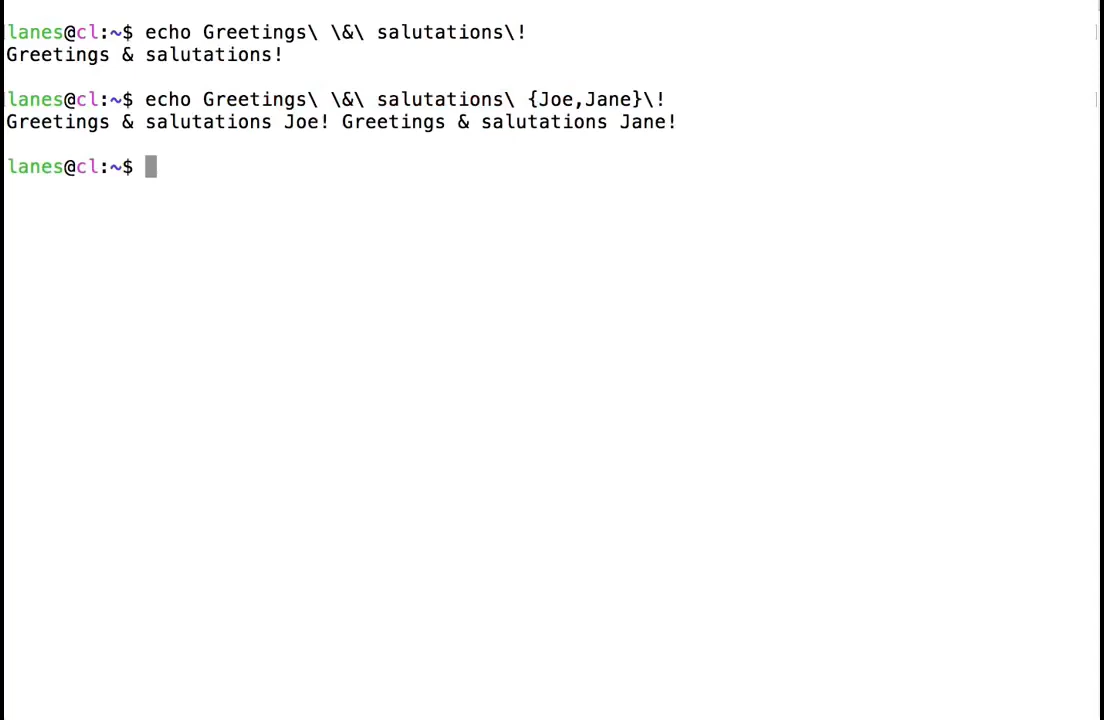 lanes@cl:~$ echo Greetings\ \&\ salutations\!
Greetings & salutations!
lanes@cl:~$ echo Greetings\ \&\ salutations\ {Joe,Jane}\!
Greetings & salutations Joe! Greetings & salutations Jane!
lanes@cl:~$